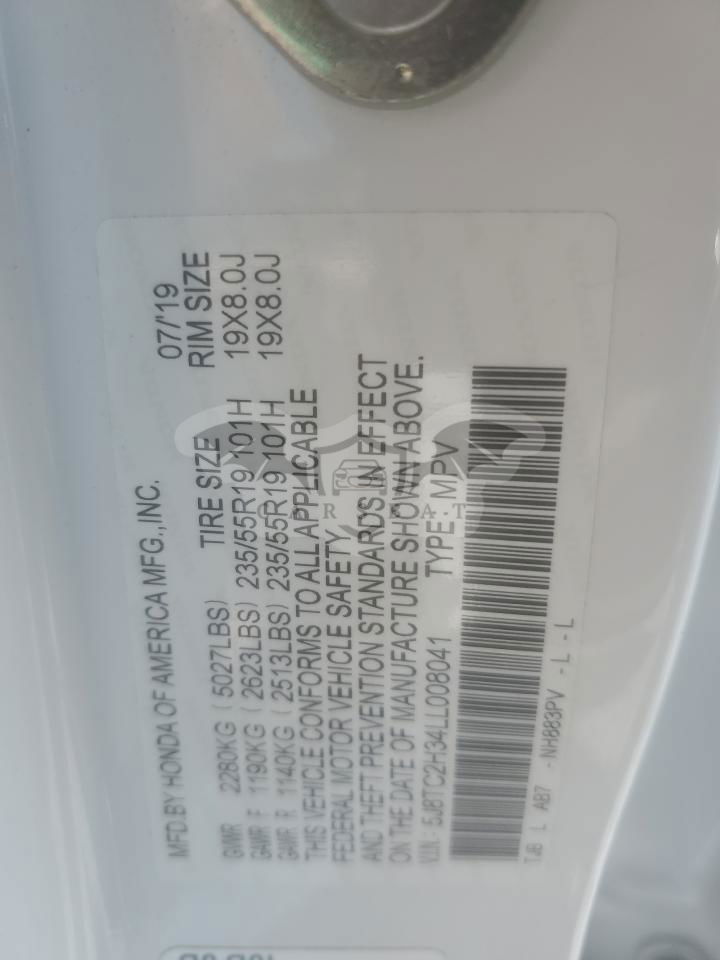 MFD.BY HONDA OF AMERICA MFG.,INC. 07/'19
GVWR 2280KG (5027LBS) TIRE SIZE RIM SIZE
GAWR F 1190KG (2623LBS) 235/55R19 101H 19X8.0J
GAWR R 1140KG (2513LBS) 235/55R19 101H 19X8.0J
THIS VEHICLE CONFORMS TO ALL APPLICABLE
FEDERAL MOTOR VEHICLE SAFETY
AND THEFT PREVENTION STANDARDS IN EFFECT
ON THE DATE OF MANUFACTURE SHOWN ABOVE.
V.I.N.: 5J8TC2H34LL008041 TYPE: MPV
TJB L AB7 -NH883PV -L -L
CARSBAT